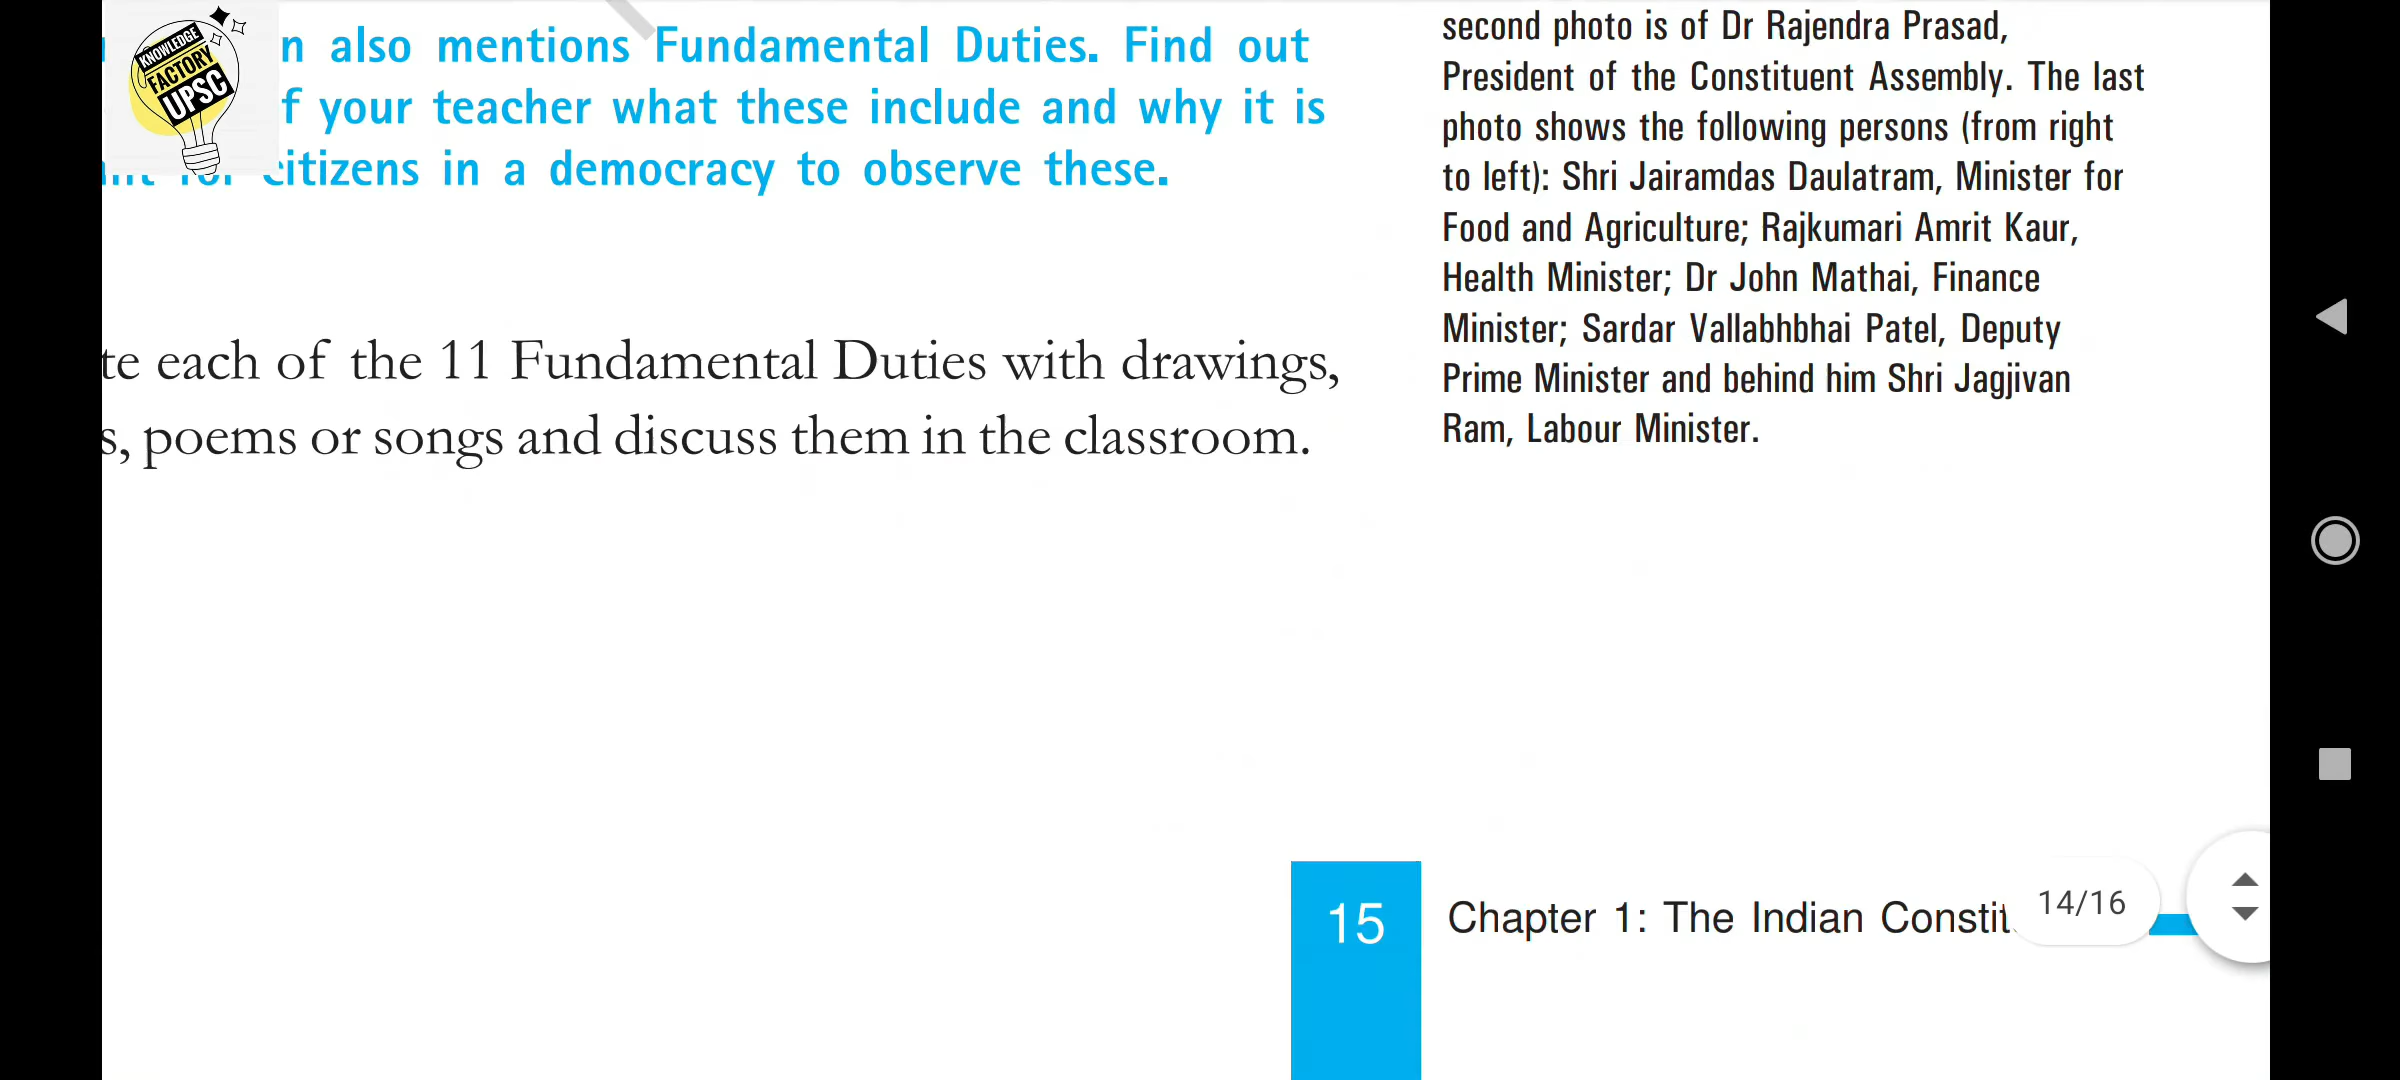 KNOWLEDGE
FACTORY
UPSC
n also mentions Fundamental Duties. Find out
f your teacher what these include and why it is
for citizens in a democracy to observe these.
te each of the 11 Fundamental Duties with drawings,
s, poems or songs and discuss them in the classroom.
second photo is of Dr Rajendra Prasad,
President of the Constituent Assembly. The last
photo shows the following persons (from right
to left): Shri Jairamdas Daulatram, Minister for
Food and Agriculture; Rajkumari Amrit Kaur,
Health Minister; Dr John Mathai, Finance
Minister; Sardar Vallabhbhai Patel, Deputy
Prime Minister and behind him Shri Jagjivan
Ram, Labour Minister.
15 Chapter 1: The Indian Constit
14/16